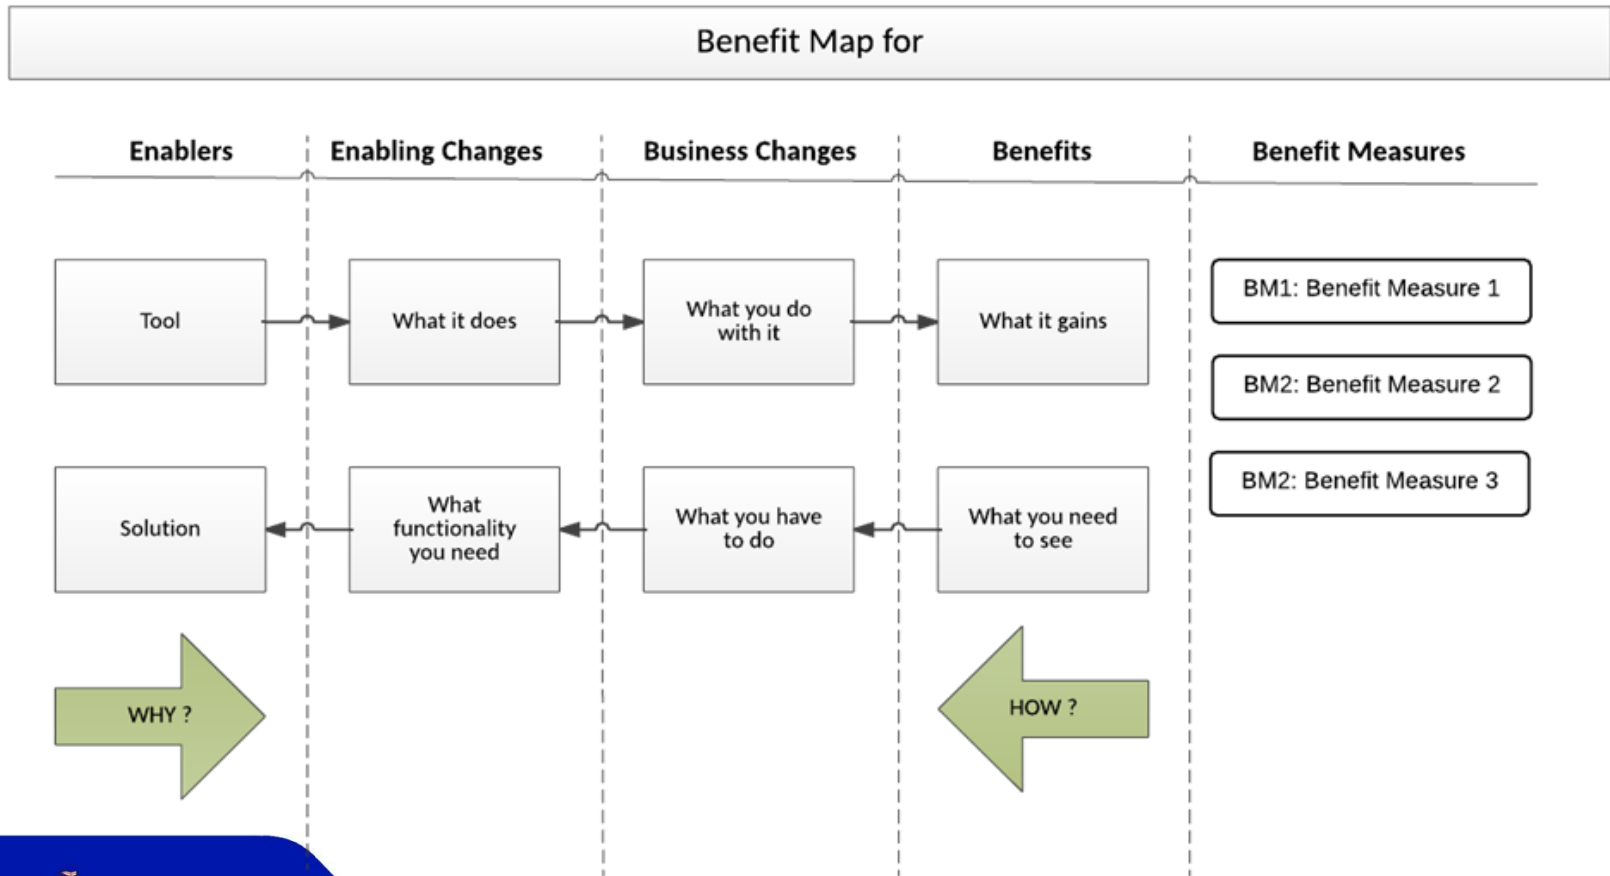 Benefit Map for
Enablers
Enabling Changes
Business Changes
Benefits
Benefit Measures
Tool
What it does
What you do
with it
What it gains
BM1: Benefit Measure 1
BM2: Benefit Measure 2
BM2: Benefit Measure 3
Solution
What
functionality
you need
What you have
to do
What you need
to see
WHY ?
HOW ?